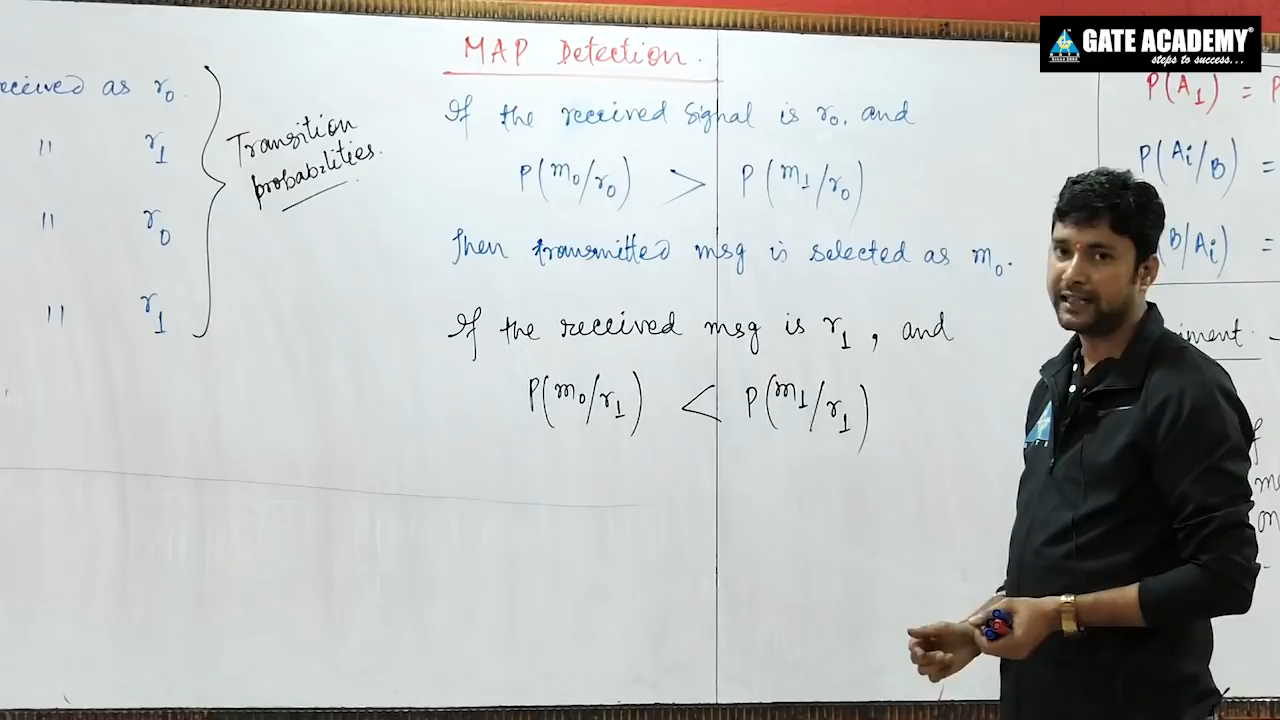 GATE ACADEMY®
steps to success...
MAP Detection.
If the received signal is r₀, and
P(m₀/r₀) > P(m₁/r₀)
then transmitted msg is selected as m₀.
If the received msg is r₁, and
P(m₀/r₁) < P(m₁/r₁)
as r₀.
" r₁
" r₀
" r₁
Transition
probabilities.
P(A₁) = P
P(Aᵢ/B) =
B/Aᵢ) =